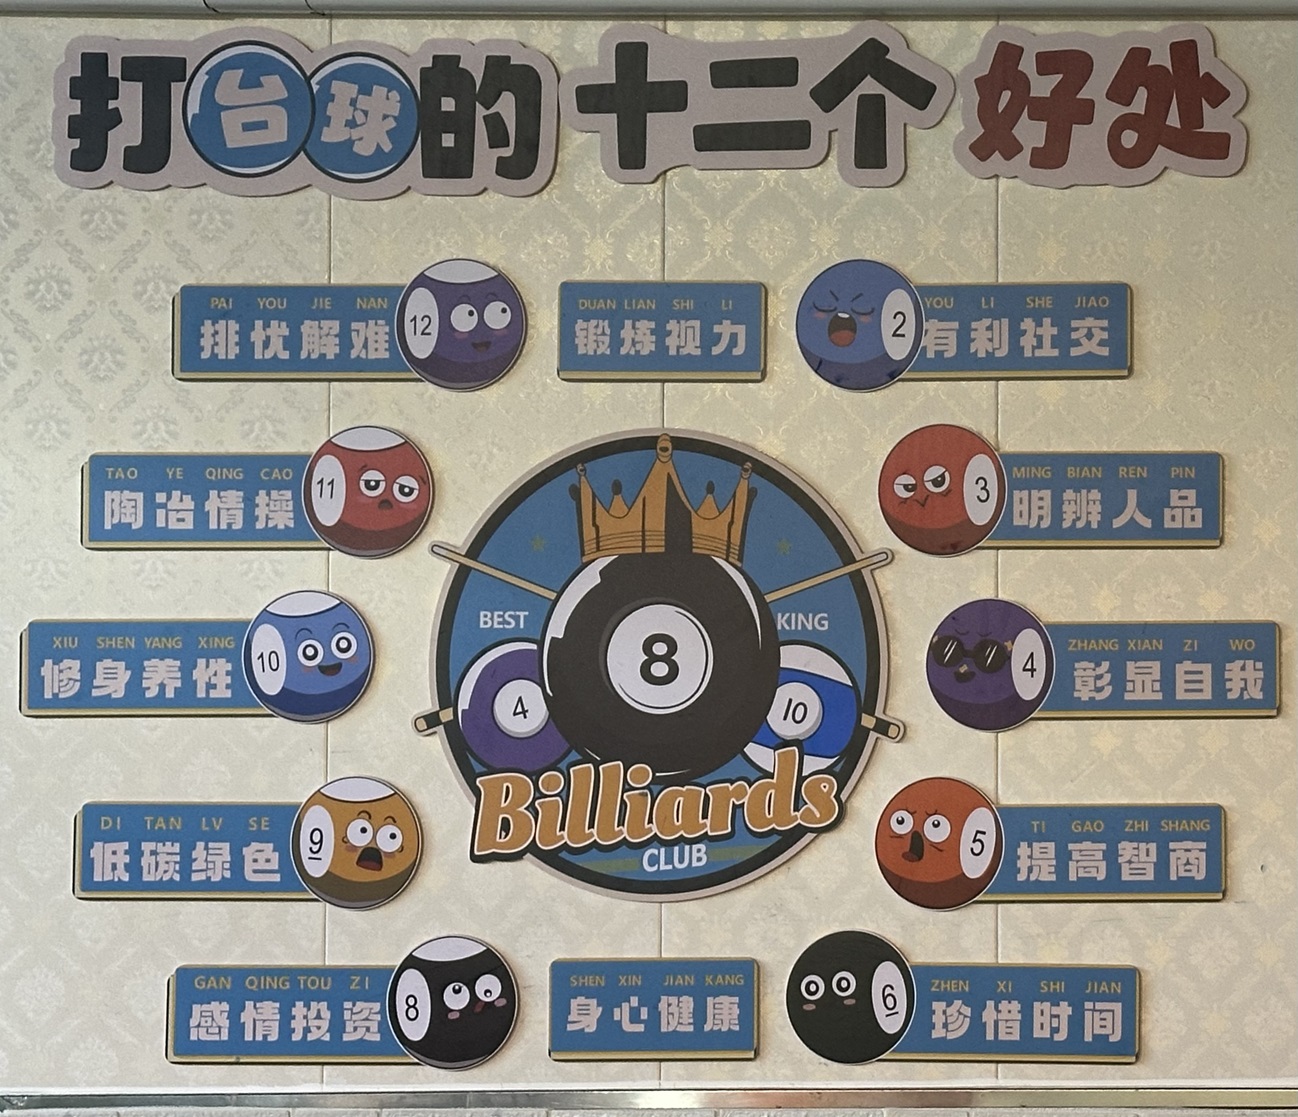 打台球的 十二个 好处
PAI YOU JIE NAN
排忧解难
12
DUAN LIAN SHI LI
锻炼视力
2
YOU LI SHE JIAO
有利社交
TAO YE QING CAO
陶冶情操
11
3
MING BIAN REN PIN
明辨人品
XIU SHEN YANG XING
修身养性
10
BEST
KING
8
4
10
4
ZHANG XIAN ZI WO
彰显自我
Billiards
CLUB
DI TAN LV SE
低碳绿色
9
5
TI GAO ZHI SHANG
提高智商
GAN QING TOU ZI
感情投资
8
SHEN XIN JIAN KANG
身心健康
6
ZHEN XI SHI JIAN
珍惜时间